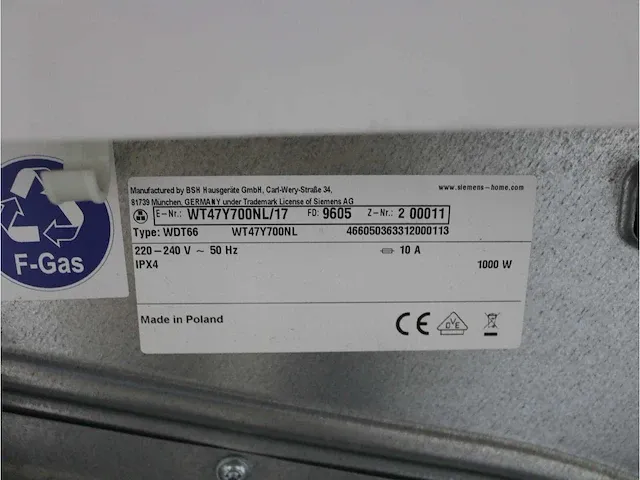 Manufactured by BSH Hausgeräte GmbH, Carl-Wery-Straße 34,
81739 München, GERMANY under Trademark License of Siemens AG
www.siemens-home.com
E-Nr.: WT47Y700NL/17 FD: 9605 Z-Nr.: 2 00011
Type: WDT66 WT47Y700NL 466050363312000113
220-240 V ~ 50 Hz 10 A
IPX4 1000 W
Made in Poland
CE
DVE
F-Gas